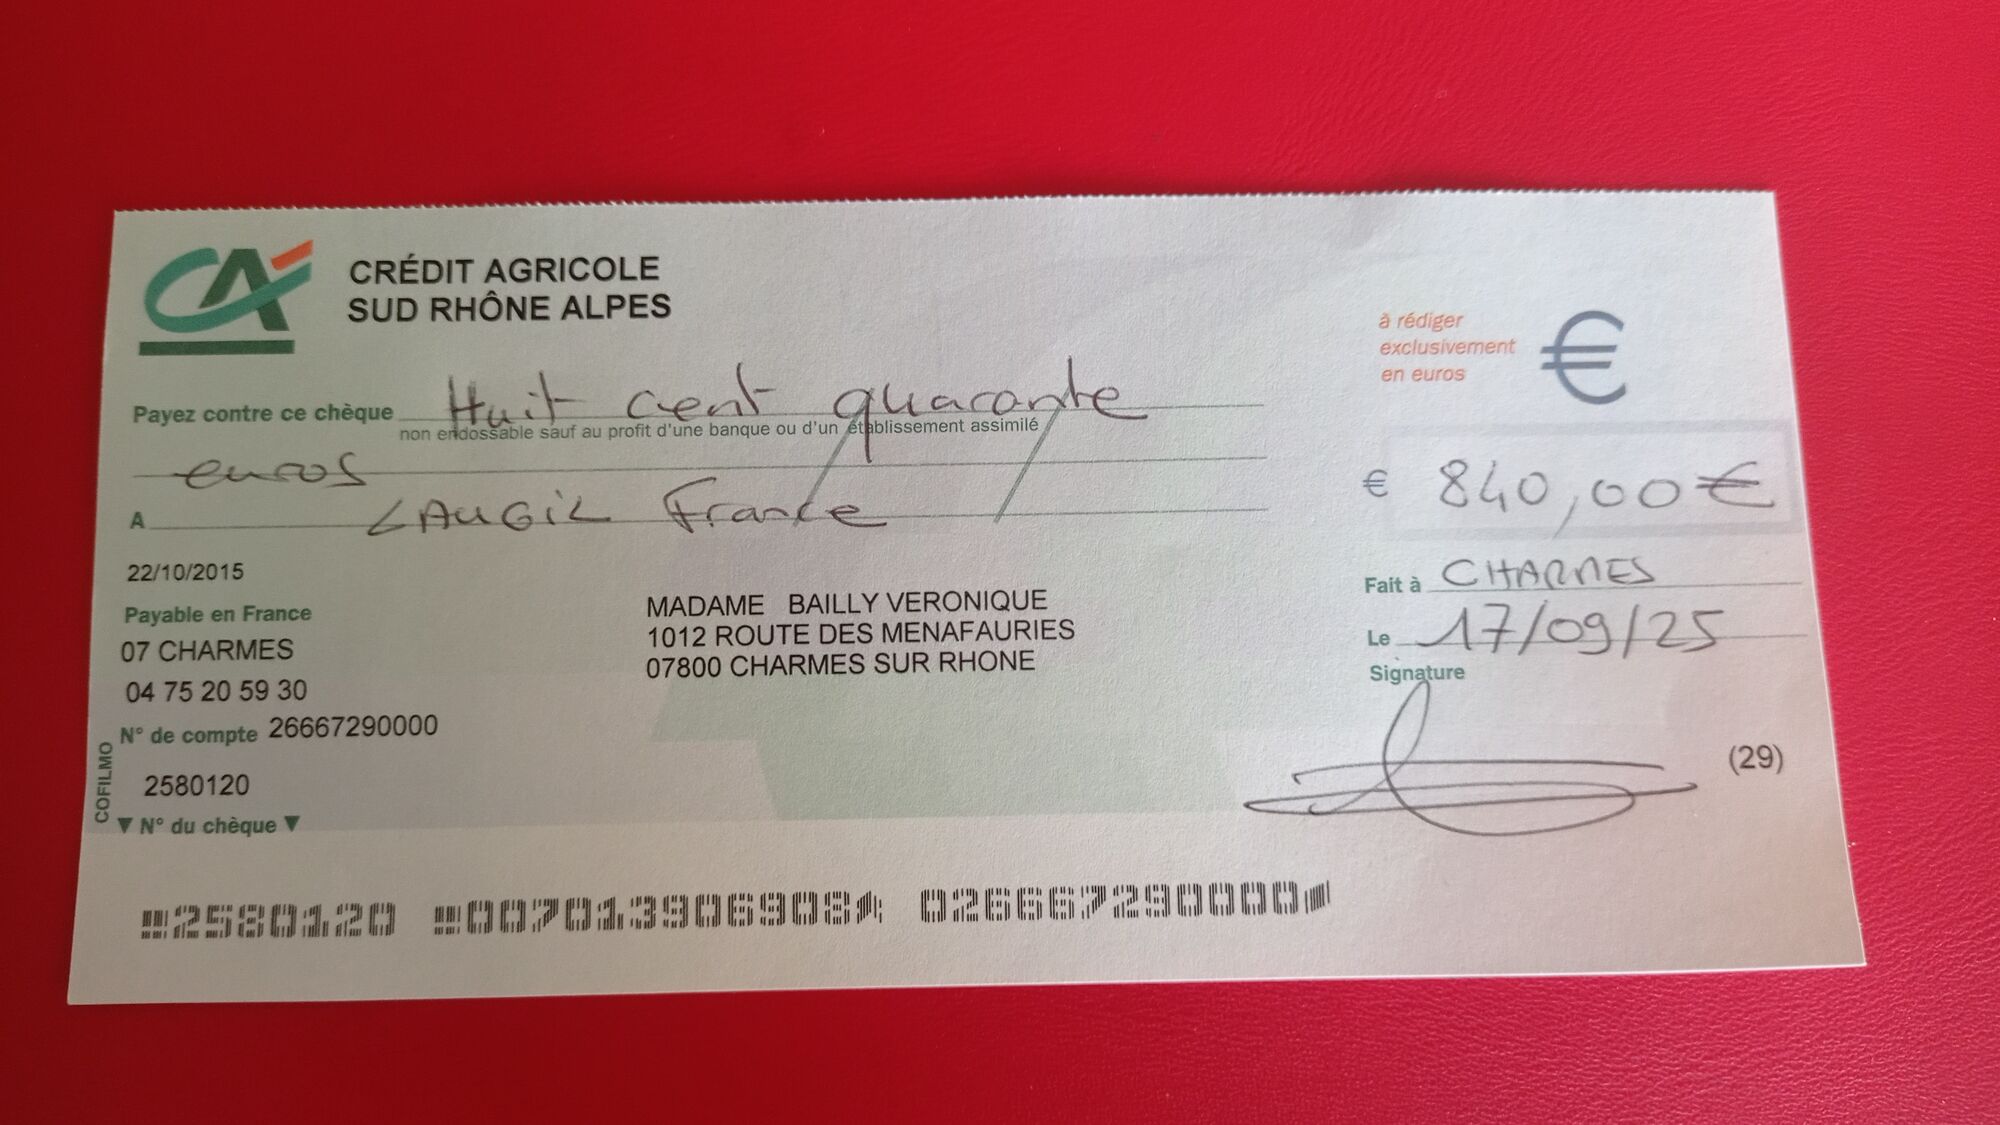 CA
CRÉDIT AGRICOLE
SUD RHÔNE ALPES
à rédiger
exclusivement
en euros
€
Payez contre ce chèque Huit cent quarante
non endossable sauf au profit d'une banque ou d'un établissement assimilé
euros
€ 840,00 €
A LAUGIL France
22/10/2015
Payable en France
07 CHARMES
04 75 20 59 30
N° de compte 26667290000
COFILMO
2580120
▼ N° du chèque ▼
MADAME BAILLY VERONIQUE
1012 ROUTE DES MENAFAURIES
07800 CHARMES SUR RHONE
Fait à CHARMES
Le 17/09/25
Signature
(29)
2580120 007013906908 026667290000